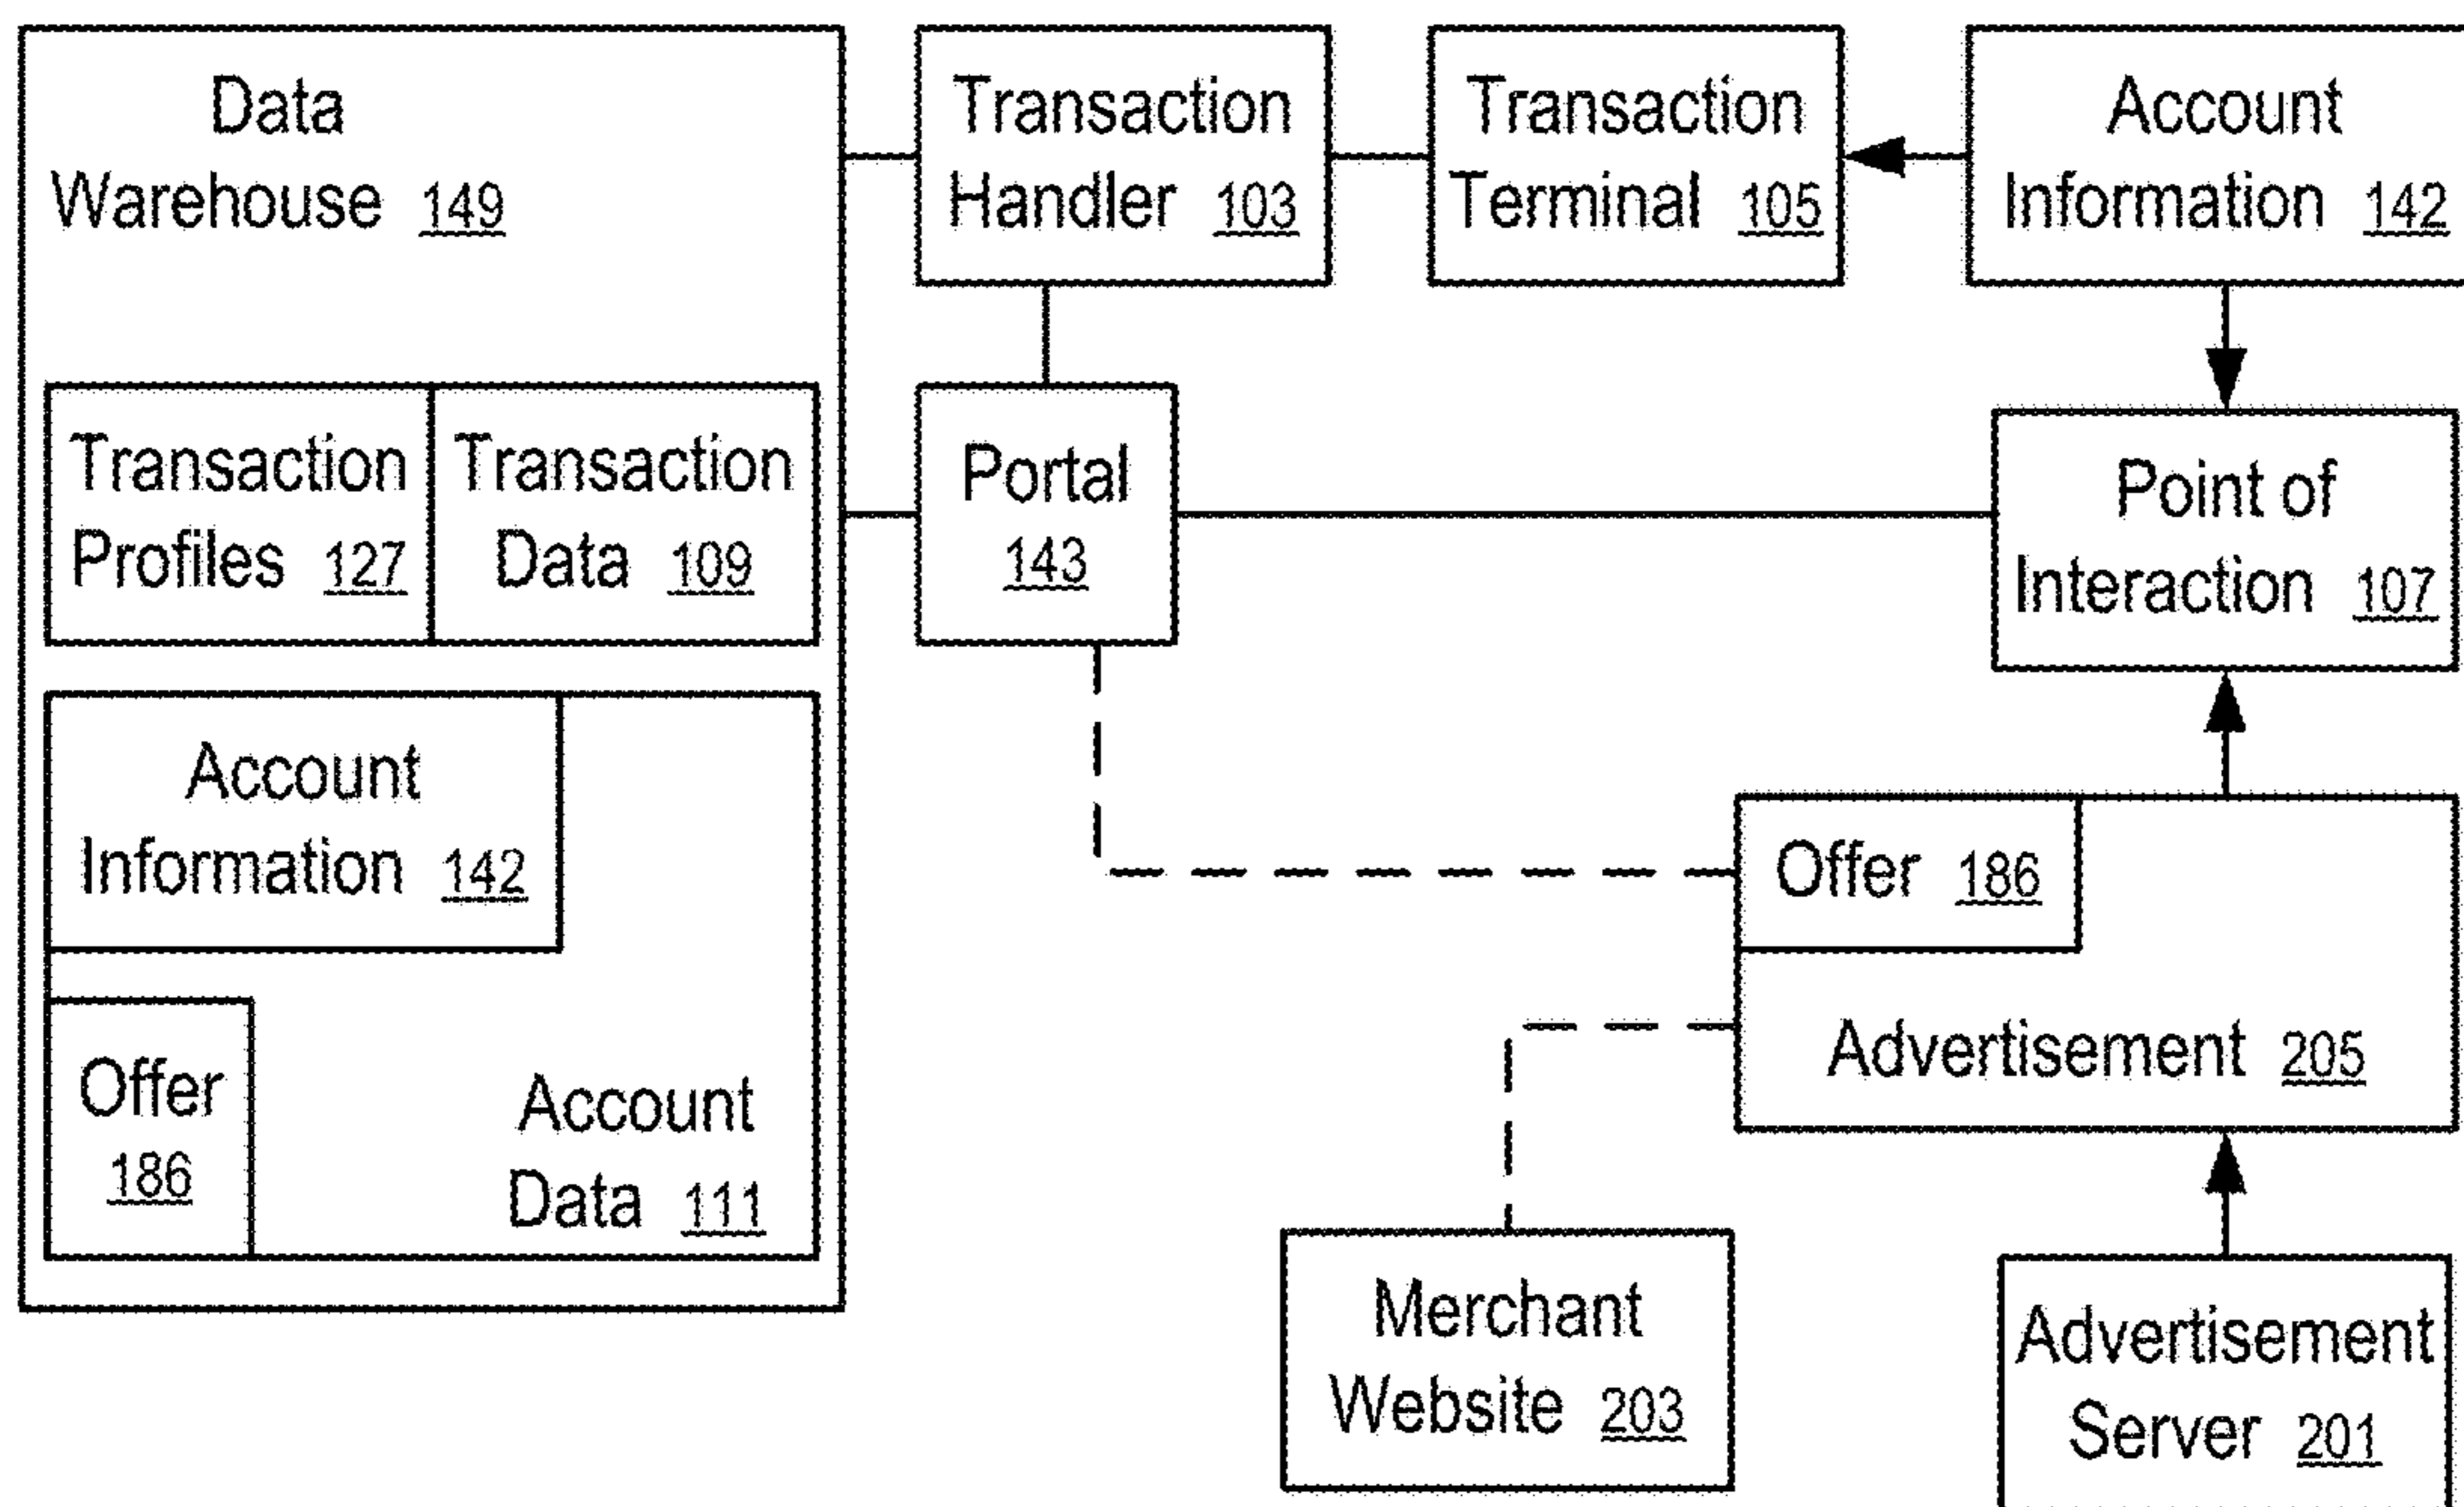 Data
Warehouse 149
Transaction
Handler 103
Transaction
Terminal 105
Account
Information 142
Transaction
Profiles 127
Transaction
Data 109
Portal
143
Point of
Interaction 107
Account
Information 142
Offer 186
Advertisement 205
Offer
186
Account
Data 111
Merchant
Website 203
Advertisement
Server 201